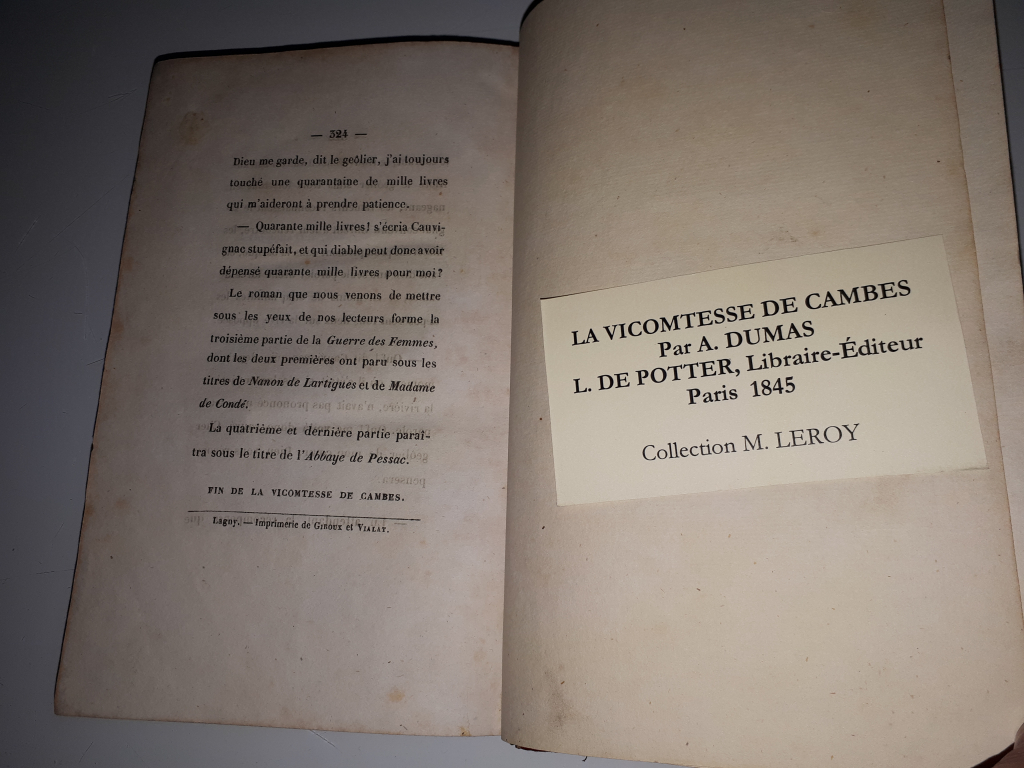 — 324 —
Dieu me garde, dit le geôlier, j'ai toujours
touché une quarantaine de mille livres
qui m'aideront à prendre patience.
— Quarante mille livres! s'écria Cauvi-
gnac stupéfait, et qui diable peut donc avoir
dépensé quarante mille livres pour moi?
Le roman que nous venons de mettre
sous les yeux de nos lecteurs forme la
troisième partie de la Guerre des Femmes,
dont les deux premières ont paru sous les
titres de Nanon de Lartigues et de Madame
de Condé.
La quatrième et dernière partie paraî-
tra sous le titre de l'Abbaye de Pessac.
FIN DE LA VICOMTESSE DE CAMBES.
Lagny. — Imprimerie de GIROUX et VIALAT.
LA VICOMTESSE DE CAMBES
Par A. DUMAS
L. DE POTTER, Libraire-Éditeur
Paris 1845
Collection M. LEROY